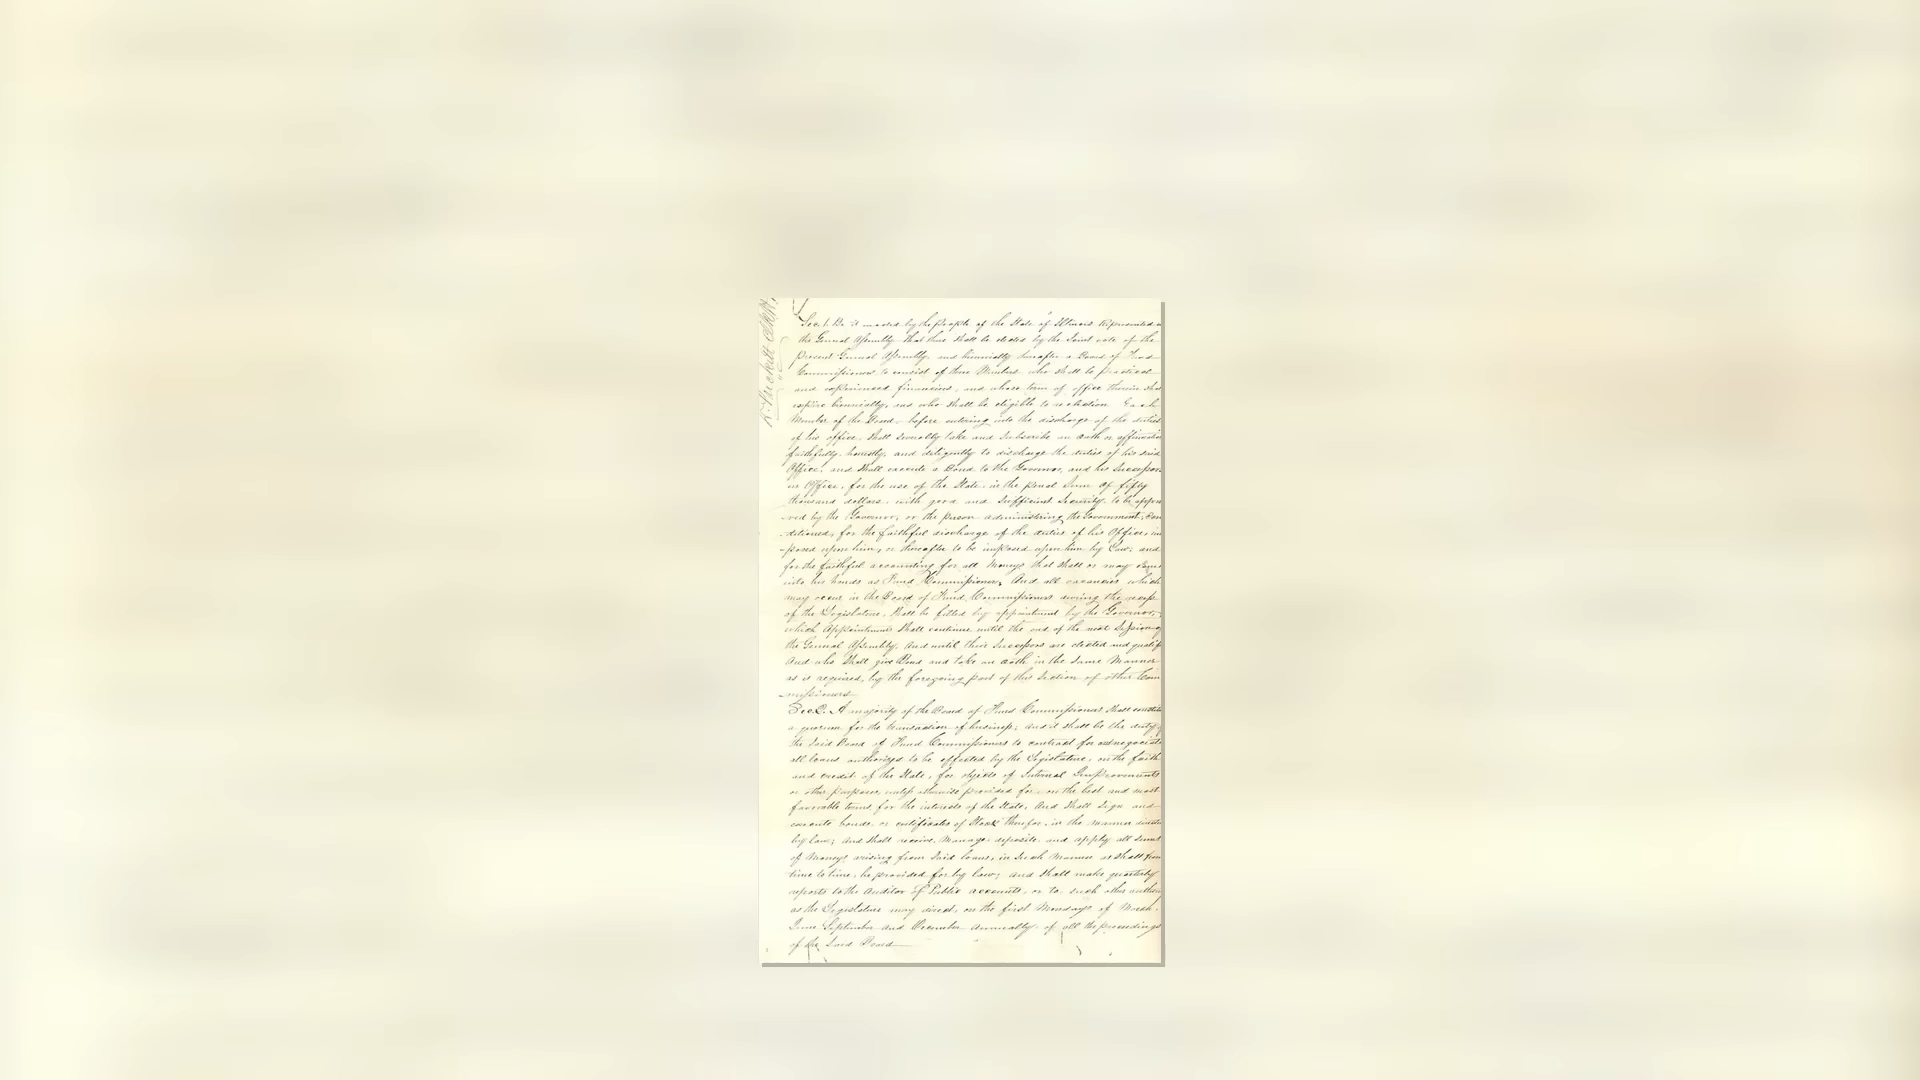 Sec. 1. Be it enacted by the People of the State of Illinois Represented
the General Assembly that there shall be elected by the Joint vote of the
present General Assembly, and biennially thereafter a Board of Fund
Commissioners to consist of three Members who shall be practical
and experienced financiers, and whose term of office therein shal
expire biennially, and who shall be eligible to reelection Each
Member of the Board, before entering into the discharge of the duties
of his office, shall severally take and subscribe an oath or affirmation
faithfully, honestly, and diligently to discharge the duties of his said
Office, and shall execute a Bond to the Governor, and his Successors
in Office, for the use of the State, in the penal Sum of fifty
thousand dollars, with good and sufficient Security, to be appro
-ved by the Governor, or the person administering the Government, Con
-ditioned, for the faithful discharge of the duties of his Office, im
-posed upon him, or thereafter to be imposed upon him by Law; and
for the faithful accounting for all Moneys that shall or may come
into his hands as Fund Commissioner, And all vacancies which
may occur in the Board of Fund Commissioners during the recess
of the Legislature, shall be filled by appointment by the Governor,
which Appointments shall continue until the end of the next Session of
the General Assembly, And until their Successors are elected and qualif
And who shall give Bond and take an oath in the Same Manner
as is required, by the foregoing part of this Section of other Com
-missioners
Sec 2. A majority of the Board of Fund Commissioners shall constitu
a quorum for the transaction of business; and it shall be the duty of
the said Board of Fund Commissioners to contract for and negociate
all loans authorised to be effected by the Legislature, on the faith
and credit of the State, for objects of Internal Improvements
or other purposes, unless otherwise provided for on the best and most
favorable terms, for the interests of the State, And Shall Sign and
execute bonds or certificates of Stock therefor, in the manner directed
by law; And Shall receive, Manage, deposite and apply all Sums
of Moneys arising from Said loans, in Such Manner as Shall from
time to time, be provided for by law; and Shall make quarterly
reports to the Auditor of Public accounts, or to such other
as the Legislature may direct, on the first Mondays of March,
June September and December Annually, of all the proceedings
of the Said Board